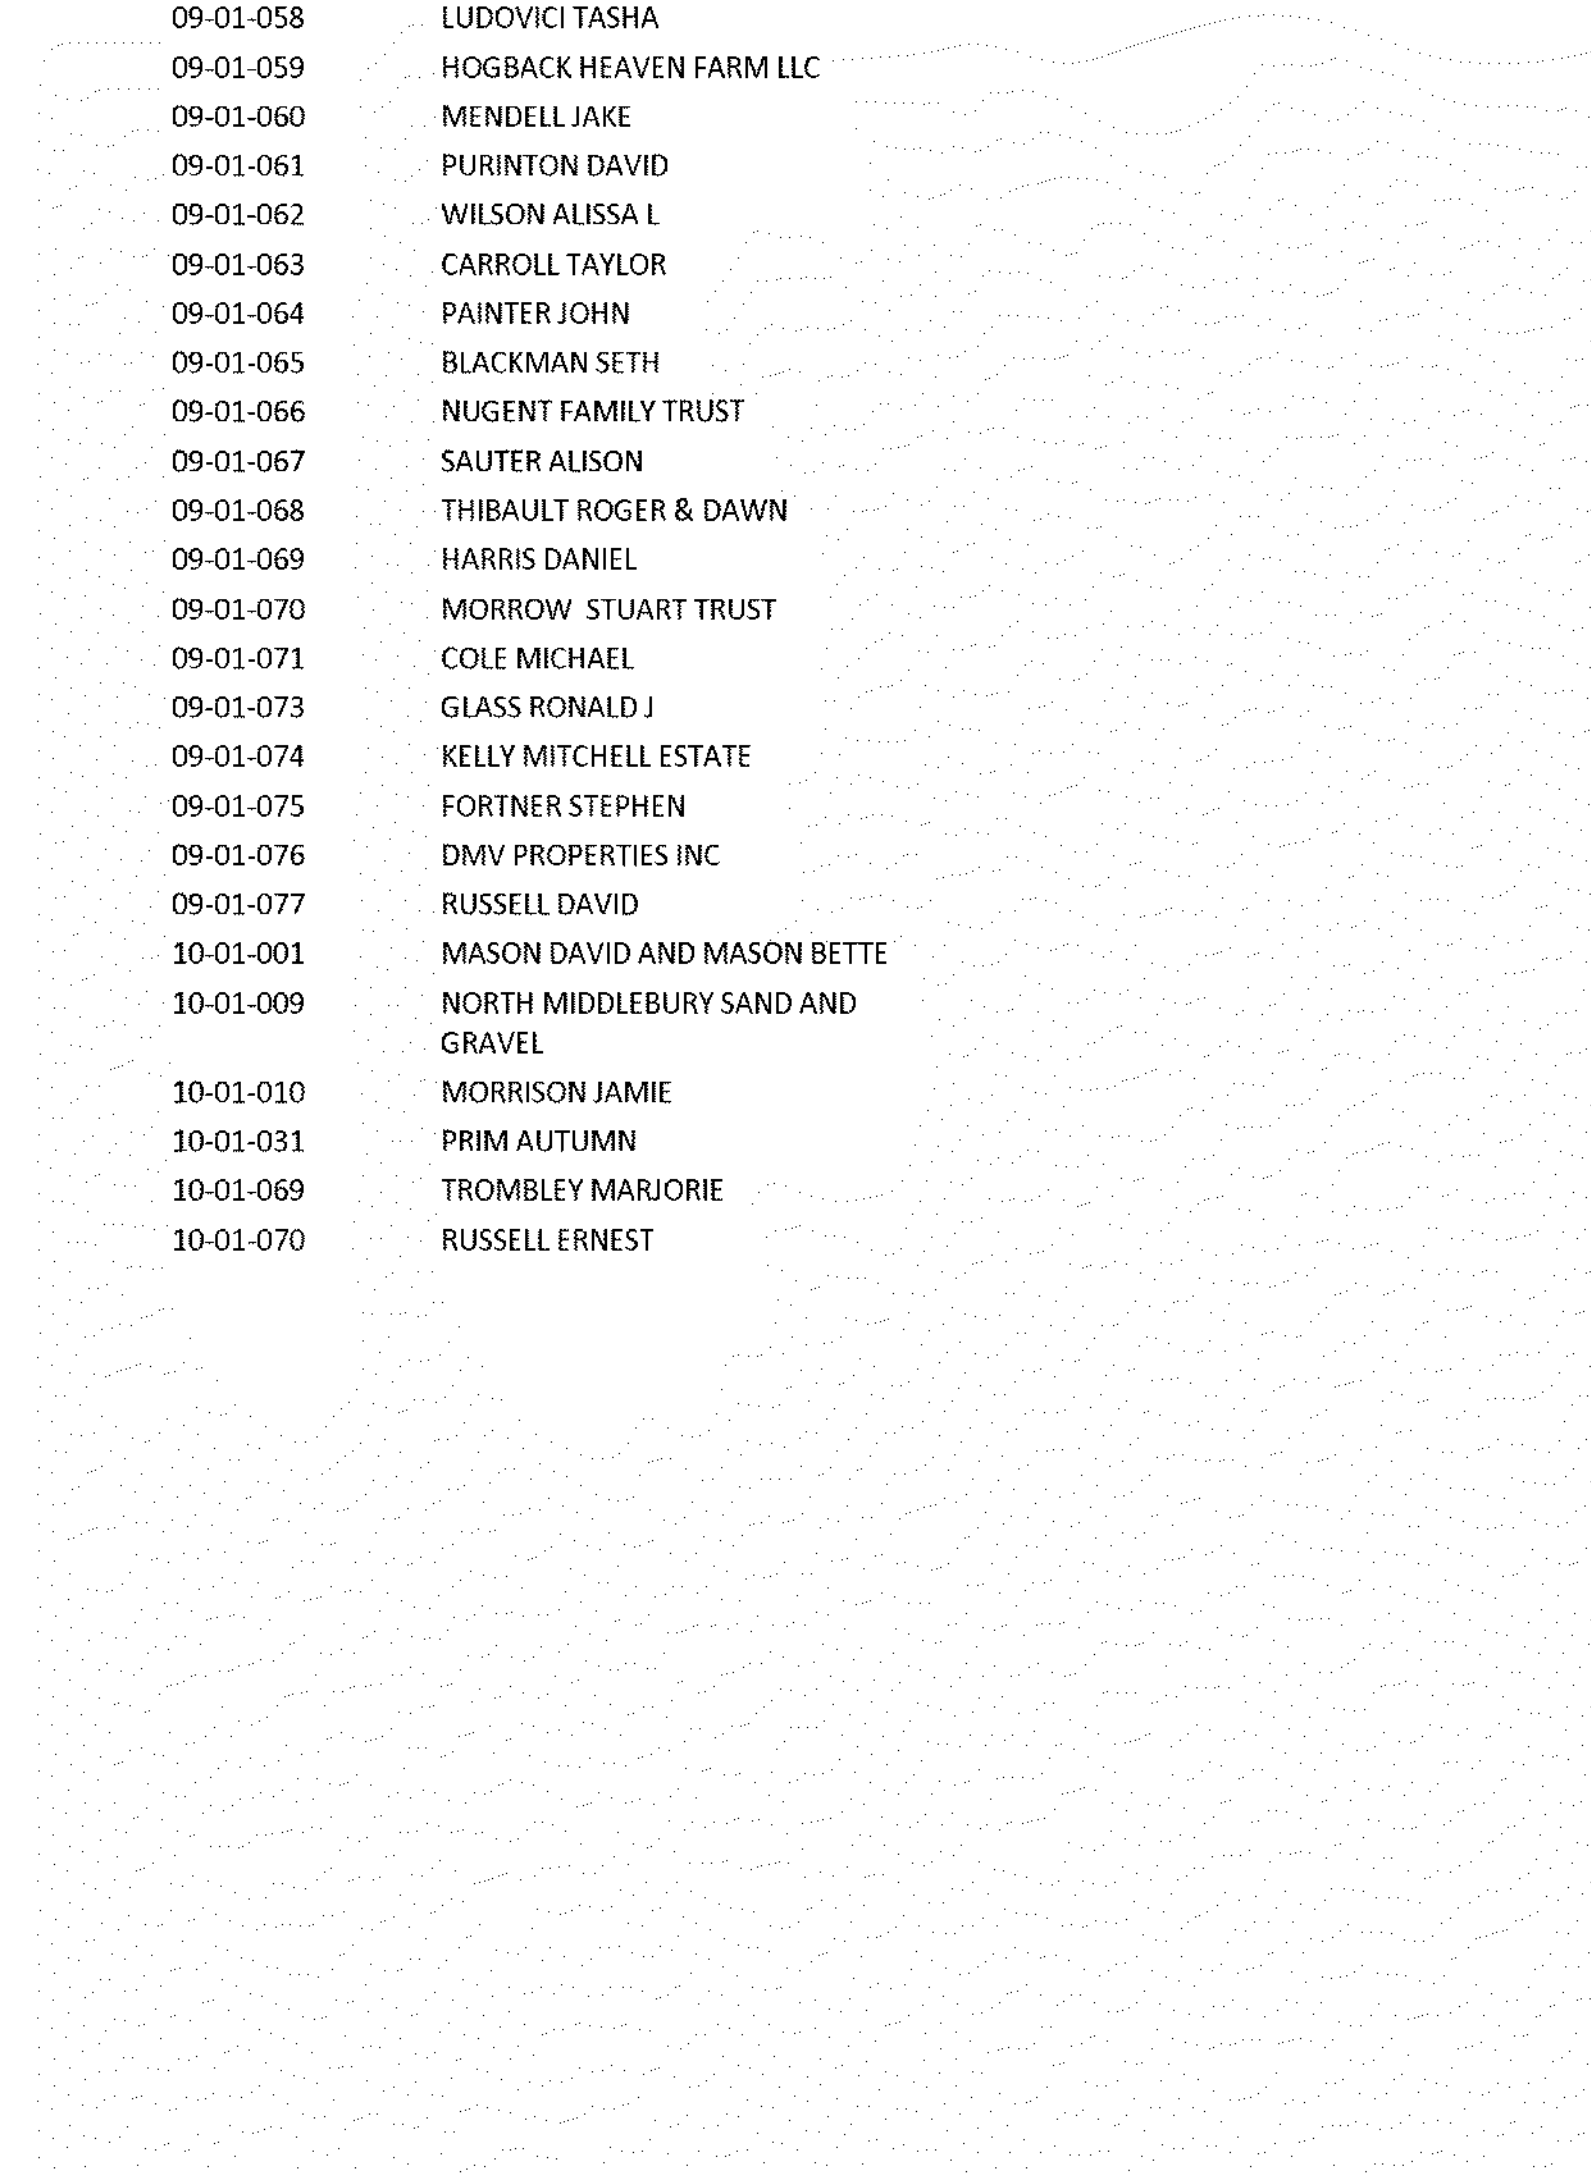 09-01-058 LUDOVICI TASHA
09-01-059 HOGBACK HEAVEN FARM LLC
09-01-060 MENDELL JAKE
09-01-061 PURINTON DAVID
09-01-062 WILSON ALISSA L
09-01-063 CARROLL TAYLOR
09-01-064 PAINTER JOHN
09-01-065 BLACKMAN SETH
09-01-066 NUGENT FAMILY TRUST
09-01-067 SAUTER ALISON
09-01-068 THIBAULT ROGER & DAWN
09-01-069 HARRIS DANIEL
09-01-070 MORROW  STUART TRUST
09-01-071 COLE MICHAEL
09-01-073 GLASS RONALD J
09-01-074 KELLY MITCHELL ESTATE
09-01-075 FORTNER STEPHEN
09-01-076 DMV PROPERTIES INC
09-01-077 RUSSELL DAVID
10-01-001 MASON DAVID AND MASON BETTE
10-01-009 NORTH MIDDLEBURY SAND AND
GRAVEL
10-01-010 MORRISON JAMIE
10-01-031 PRIM AUTUMN
10-01-069 TROMBLEY MARJORIE
10-01-070 RUSSELL ERNEST